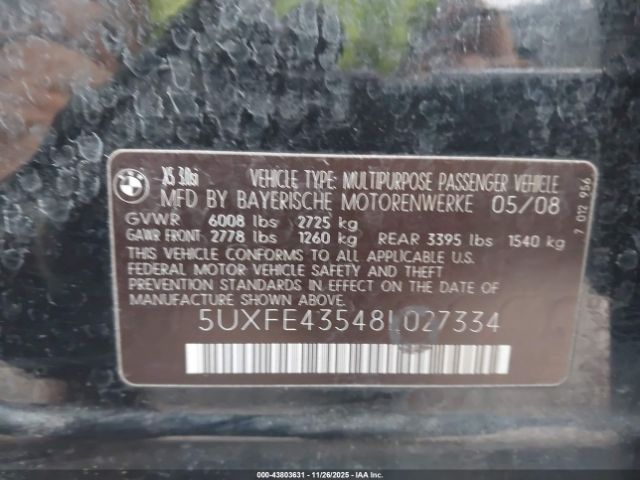 BMW
X5 3.0si VEHICLE TYPE: MULTIPURPOSE PASSENGER VEHICLE
MFD BY BAYERISCHE MOTORENWERKE 05/08
GVWR 6008 lbs 2725 kg
GAWR FRONT 2778 lbs 1260 kg REAR 3395 lbs 1540 kg
THIS VEHICLE CONFORMS TO ALL APPLICABLE U.S.
FEDERAL MOTOR VEHICLE SAFETY AND THEFT
PREVENTION STANDARDS IN EFFECT ON THE DATE OF
MANUFACTURE SHOWN ABOVE.
5UXFE43548L027334
7 012 956
000-43803631 - 11/26/2025 - IAA Inc.